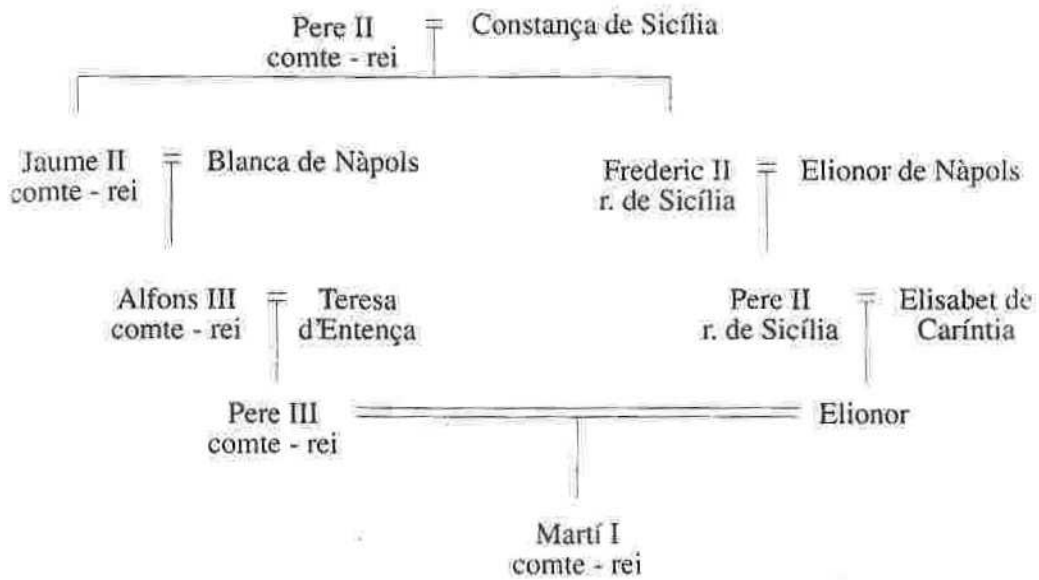 Pere II = Constança de Sicília
comte - rei
Jaume II = Blanca de Nàpols
comte - rei
Frederic II = Elionor de Nàpols
r. de Sicília
Alfons III = Teresa
comte - rei d'Entença
Pere II = Elisabet de
r. de Sicília Caríntia
Pere III Elionor
comte - rei
Martí I
comte - rei